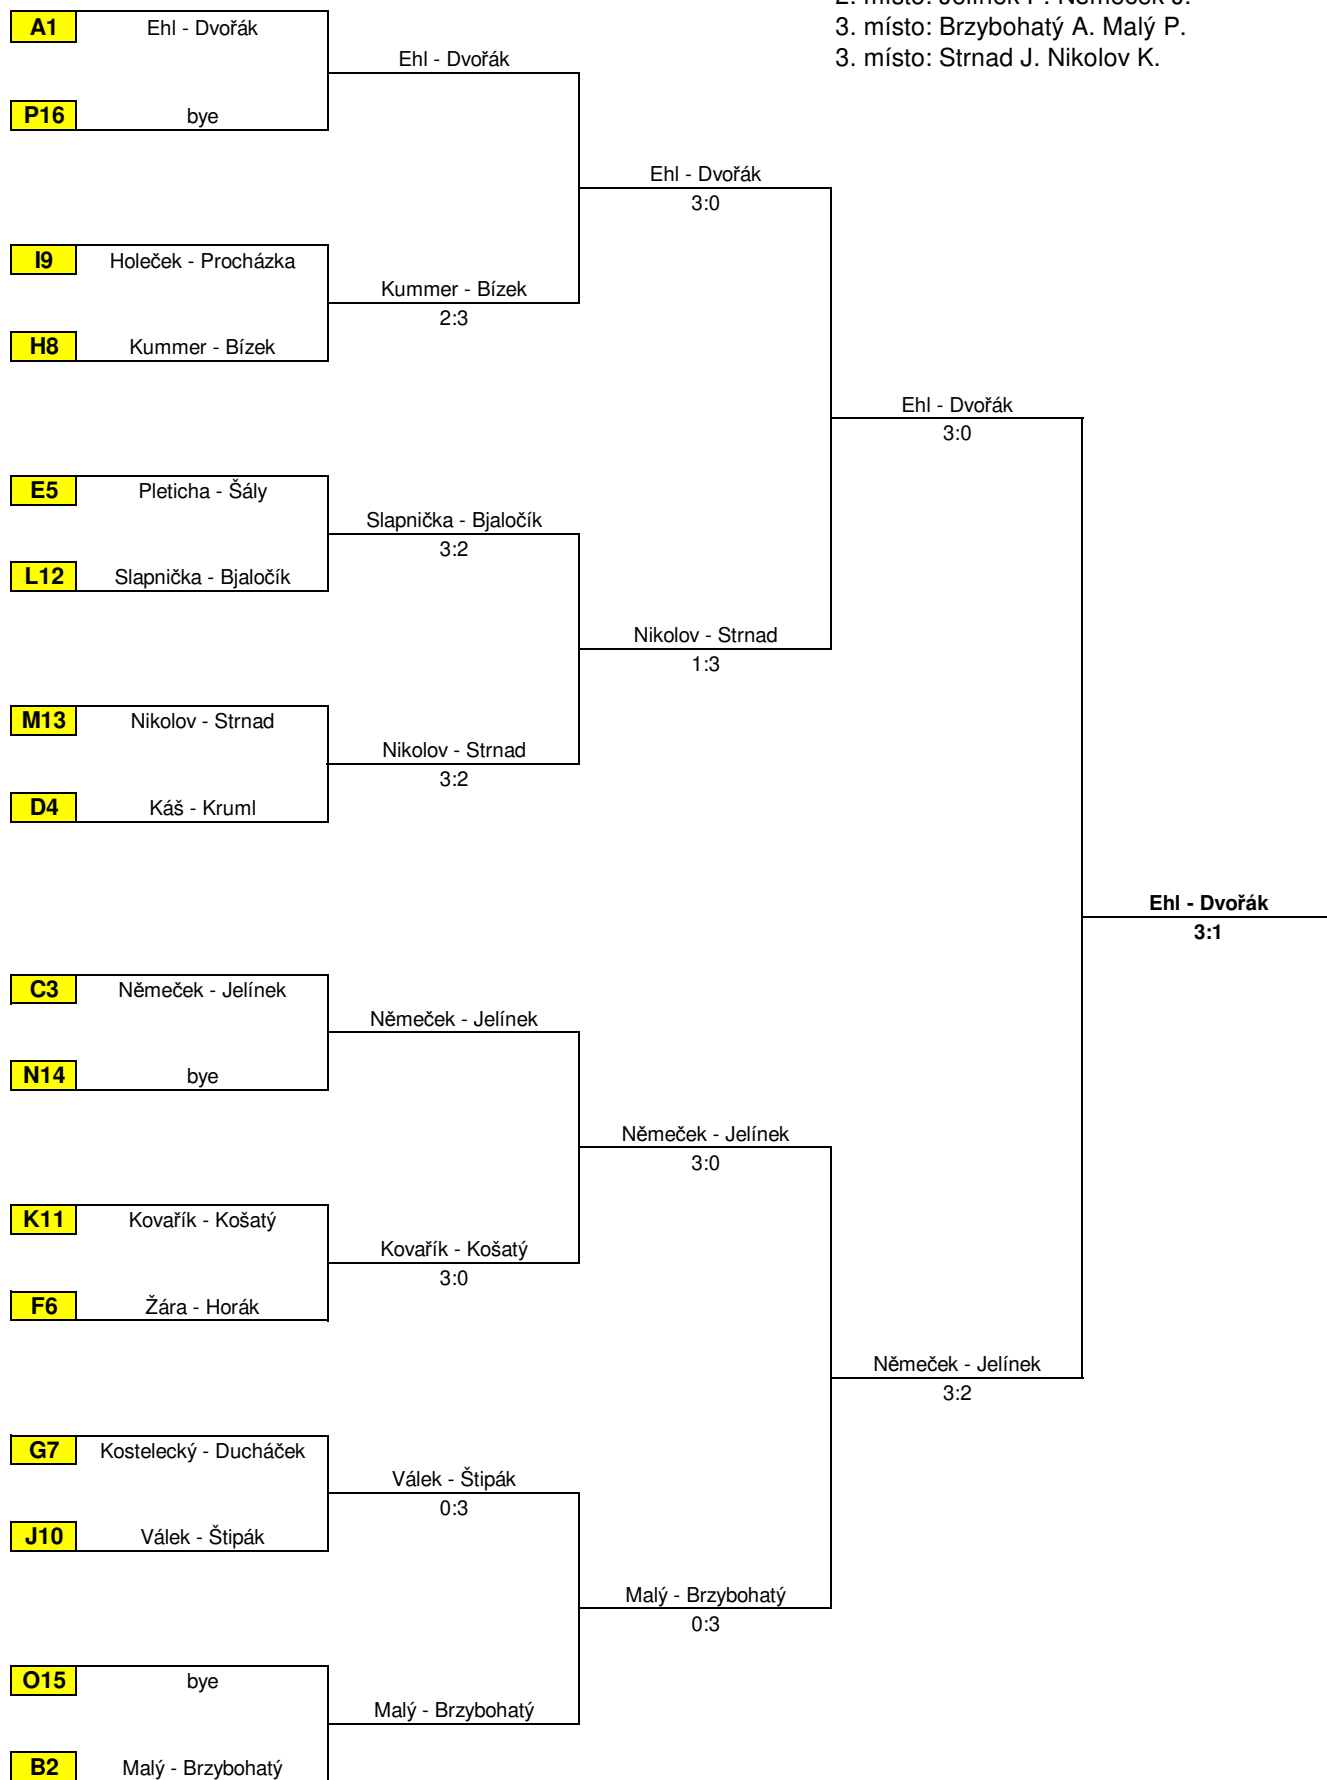 2. místo: Jelínek P. Němeček J.
A1 Ehl - Dvořák
3. místo: Brzybohatý A. Malý P.
Ehl - Dvořák
3. místo: Strnad J. Nikolov K.
P16 bye
Ehl - Dvořák
3:0
I9 Holeček - Procházka
Kummer - Bízek
2:3
H8 Kummer - Bízek
Ehl - Dvořák
3:0
E5 Pleticha - Šály
Slapnička - Bjaločík
3:2
L12 Slapnička - Bjaločík
Nikolov - Strnad
1:3
M13 Nikolov - Strnad
Nikolov - Strnad
3:2
D4 Káš - Kruml
Ehl - Dvořák
3:1
C3 Němeček - Jelínek
Němeček - Jelínek
N14 bye
Němeček - Jelínek
3:0
K11 Kovařík - Košatý
Kovařík - Košatý
3:0
F6 Žára - Horák
Němeček - Jelínek
3:2
G7 Kostelecký - Ducháček
Válek - Štipák
0:3
J10 Válek - Štipák
Malý - Brzybohatý
0:3
O15 bye
Malý - Brzybohatý
B2 Malý - Brzybohatý